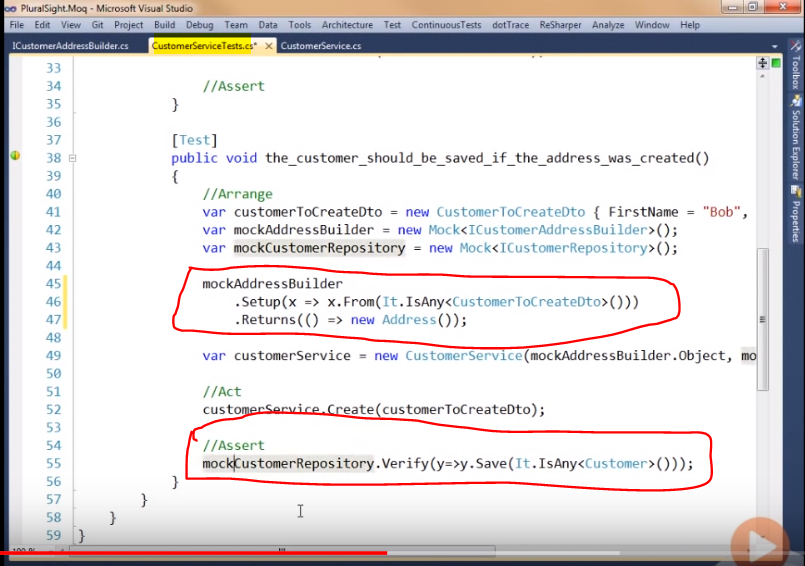 PluralSight.Moq - Microsoft Visual Studio
File Edit View Git Project Build Debug Team Data Tools Architecture Test ContinuousTests dotTrace ReSharper Analyze Window Help
ICustomerAddressBuilder.cs CustomerServiceTests.cs* CustomerService.cs
33
34 //Assert
35 }
36
37 [Test]
38 public void the_customer_should_be_saved_if_the_address_was_created()
39 {
40 //Arrange
41 var customerToCreateDto = new CustomerToCreateDto { FirstName = "Bob",
42 var mockAddressBuilder = new Mock<ICustomerAddressBuilder>();
43 var mockCustomerRepository = new Mock<ICustomerRepository>();
44
45 mockAddressBuilder
46 .Setup(x => x.From(It.IsAny<CustomerToCreateDto>()))
47 .Returns(() => new Address());
48
49 var customerService = new CustomerService(mockAddressBuilder.Object, mo
50
51 //Act
52 customerService.Create(customerToCreateDto);
53
54 //Assert
55 mockCustomerRepository.Verify(y=>y.Save(It.IsAny<Customer>()));
56 }
57 }
58 }
59 }
Toolbox
Solution Explorer
Properties